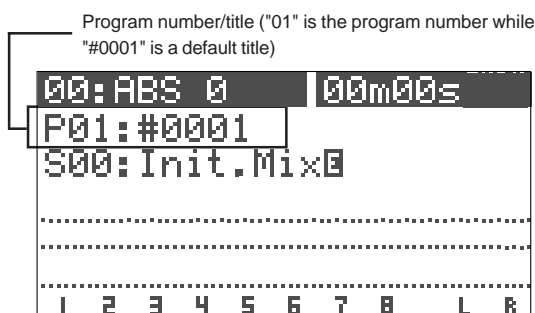 Program number/title ("01" is the program number while
"#0001" is a default title)
00:ABS 0 00m00s
P01:#0001
S00:Init.MixE
1 2 3 4 5 6 7 8 L R